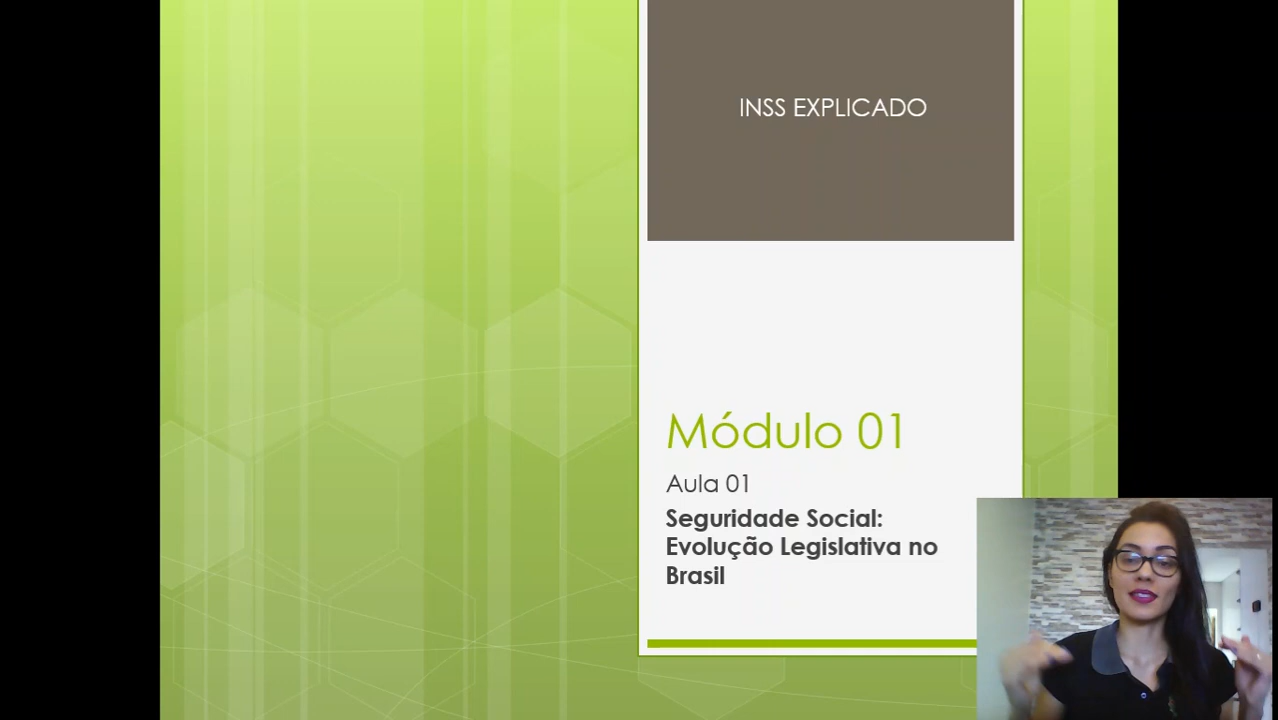 INSS EXPLICADO
Módulo 01
Aula 01
Seguridade Social:
Evolução Legislativa no
Brasil